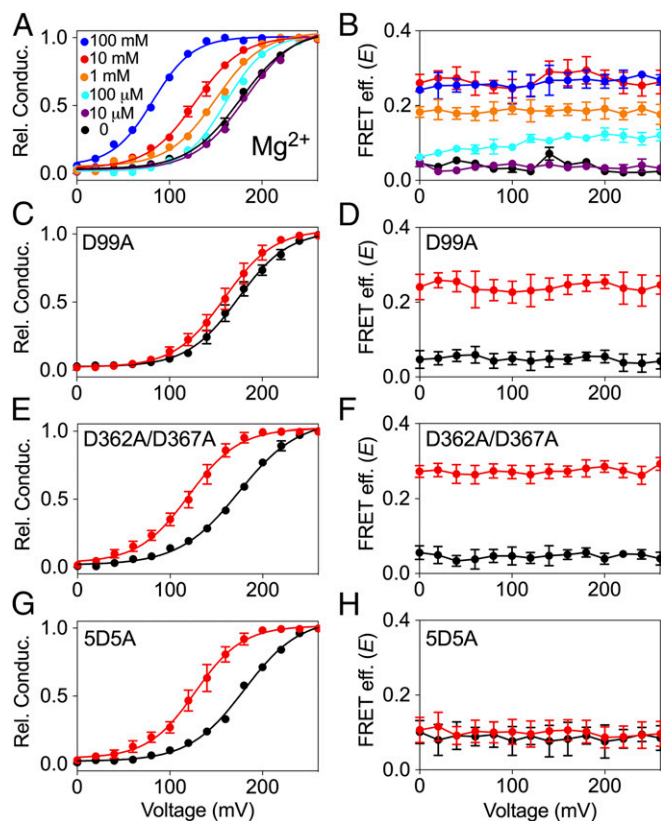 A
100 mM
10 mM
1 mM
100 μM
10 μM
0
Mg2+
Rel. Conduc.
1.0
0.5
0.0
0
100
200
B
FRET eff. (E)
0.4
0.2
0.0
0
100
200
C
D99A
Rel. Conduc.
1.0
0.5
0.0
0
100
200
D
D99A
FRET eff. (E)
0.4
0.2
0.0
0
100
200
E
D362A/D367A
Rel. Conduc.
1.0
0.5
0.0
0
100
200
F
D362A/D367A
FRET eff. (E)
0.4
0.2
0.0
0
100
200
G
5D5A
Rel. Conduc.
1.0
0.5
0.0
0
100
200
Voltage (mV)
H
5D5A
FRET eff. (E)
0.4
0.2
0.0
0
100
200
Voltage (mV)